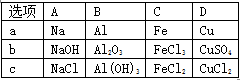 选项 A B C D
a Na Al Fe Cu
b NaOH Al₂O₃ FeCl₃ CuSO₄
c NaCl Al(OH)₃ FeCl₂ CuCl₂